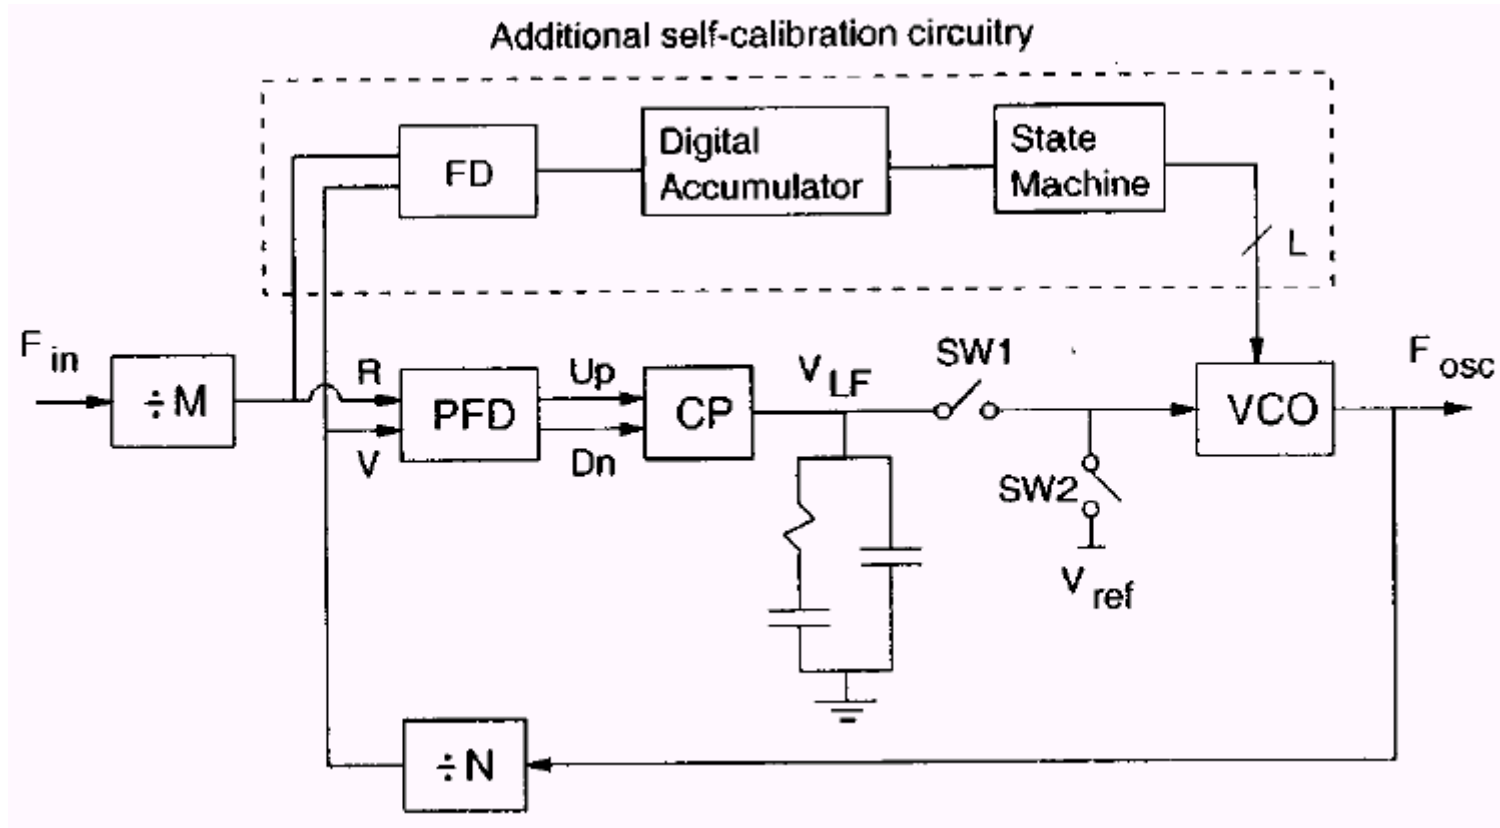 Additional self-calibration circuitry
FD
Digital
Accumulator
State
Machine
L
F in
÷M
R
V
PFD
Up
Dn
CP
V LF
SW1
SW2
V ref
VCO
F osc
÷N